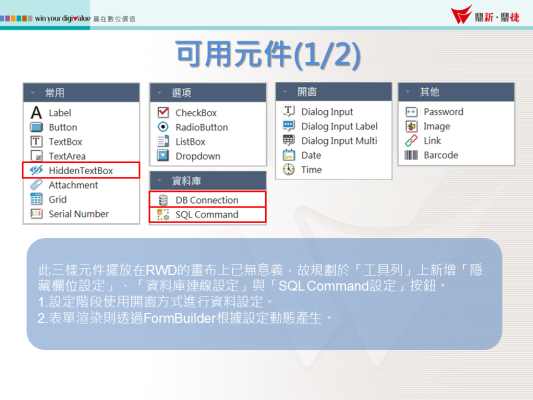 win your digivalue 贏在數位價值
鼎新·鼎捷
可用元件(1/2)
常用
Label
Button
TextBox
TextArea
HiddenTextBox
Attachment
Grid
Serial Number
選項
CheckBox
RadioButton
ListBox
Dropdown
資料庫
DB Connection
SQL Command
開窗
Dialog Input
Dialog Input Label
Dialog Input Multi
Date
Time
其他
Password
Image
Link
Barcode
此三樣元件擺放在RWD的畫布上已無意義，故規劃於「工具列」上新增「隱
藏欄位設定」、「資料庫連線設定」與「SQL Command設定」按鈕。
1.設定階段使用開窗方式進行資料設定。
2.表單渲染則透過FormBuilder根據設定動態產生。